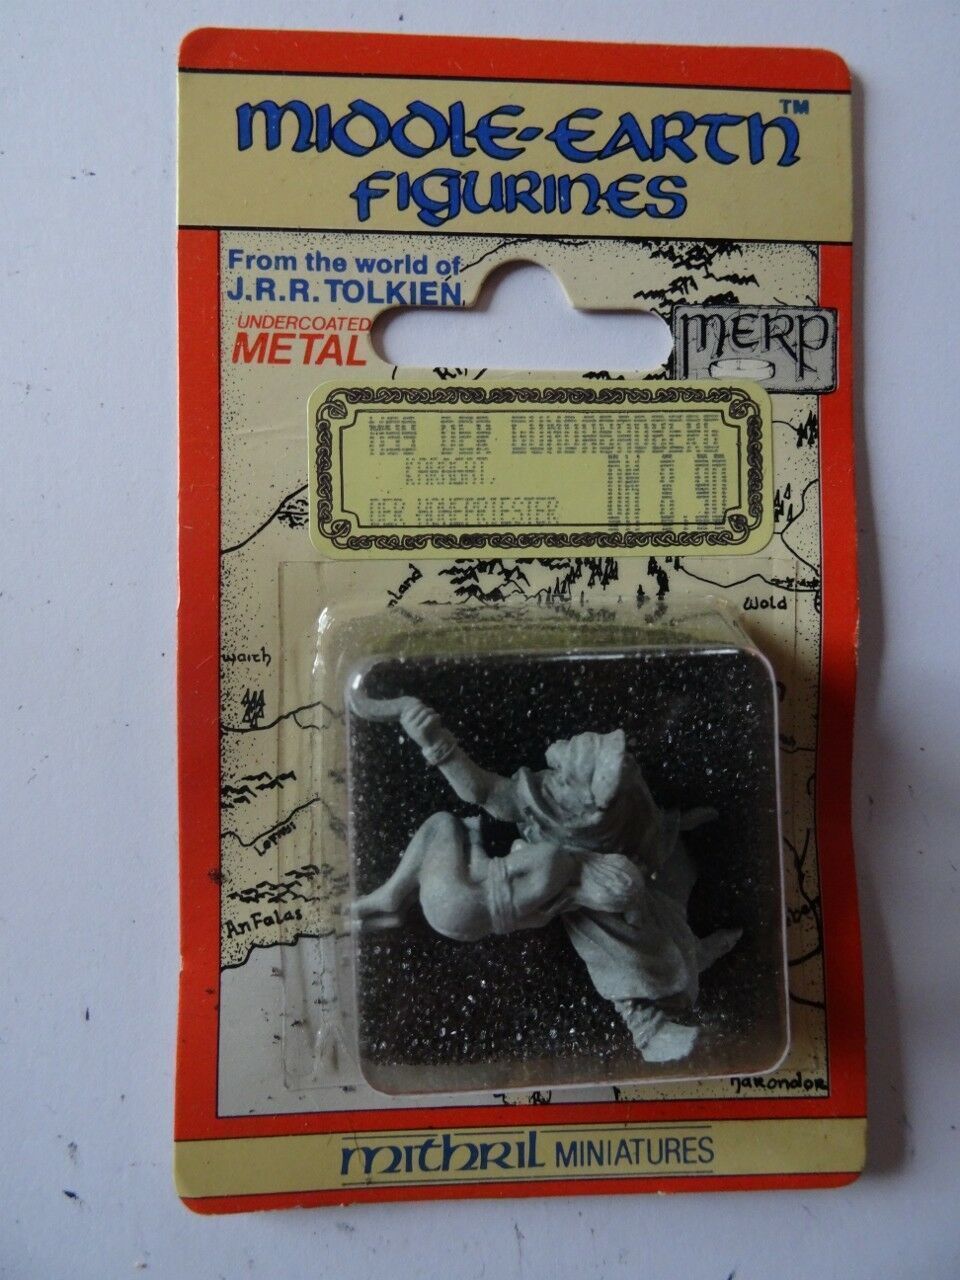 MIDDLE-EARTH™
FIGURINES
From the world of
J.R.R. TOLKIEN
UNDERCOATED
METAL
MERP
M99 DER GUNDABADBERG
DM 8,90
DER HOHEPRIESTER
Wold
AnFalas
MITHRIL MINIATURES